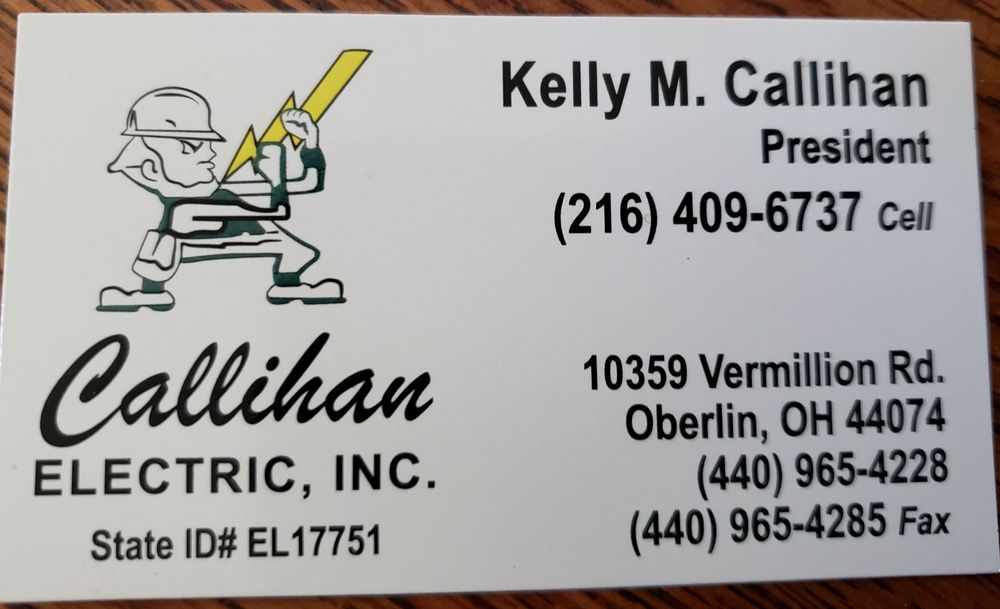 Callihan
ELECTRIC, INC.
State ID# EL17751
Kelly M. Callihan
President
(216) 409-6737 Cell
10359 Vermillion Rd.
Oberlin, OH 44074
(440) 965-4228
(440) 965-4285 Fax